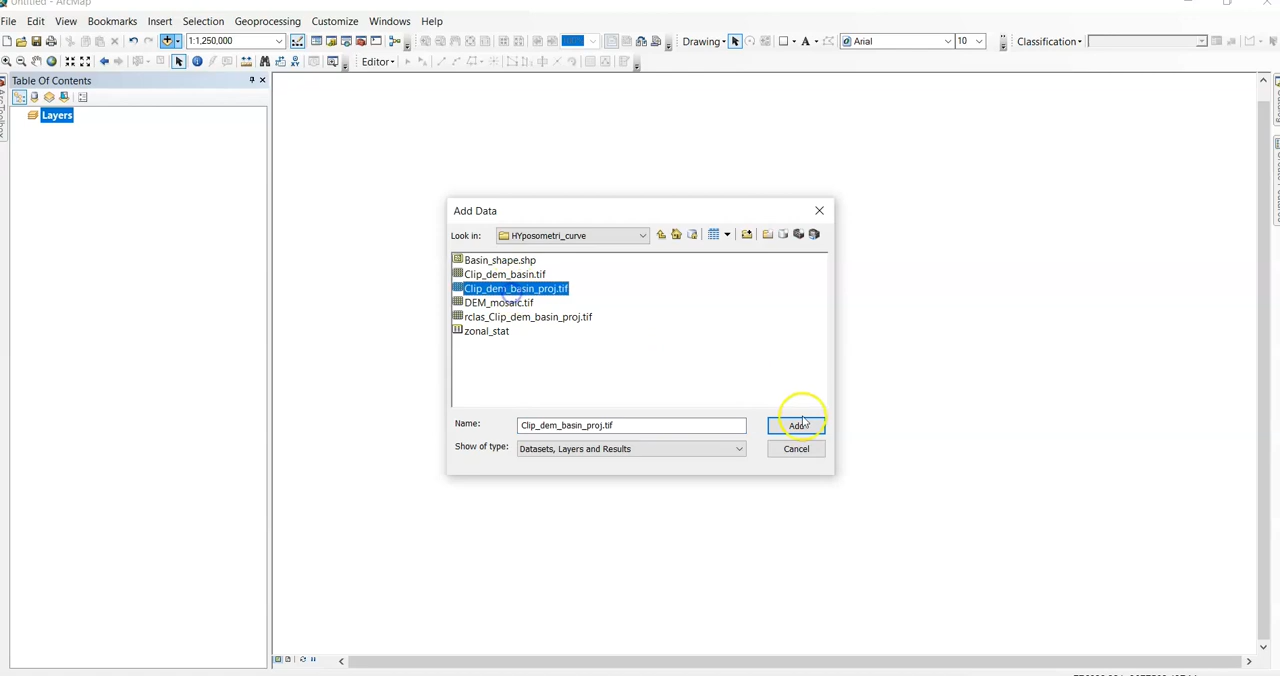 Untitled - ArcMap
File Edit View Bookmarks Insert Selection Geoprocessing Customize Windows Help
1:1,250,000 Drawing Arial 10 Classification
Editor
Table Of Contents
Layers
ArcToolbox
Add Data
Look in: HYposometri_curve
Basin_shape.shp
Clip_dem_basin.tif
Clip_dem_basin_proj.tif
DEM_mosaic.tif
rclas_Clip_dem_basin_proj.tif
zonal_stat
Name: Clip_dem_basin_proj.tif Add
Show of type: Datasets, Layers and Results Cancel